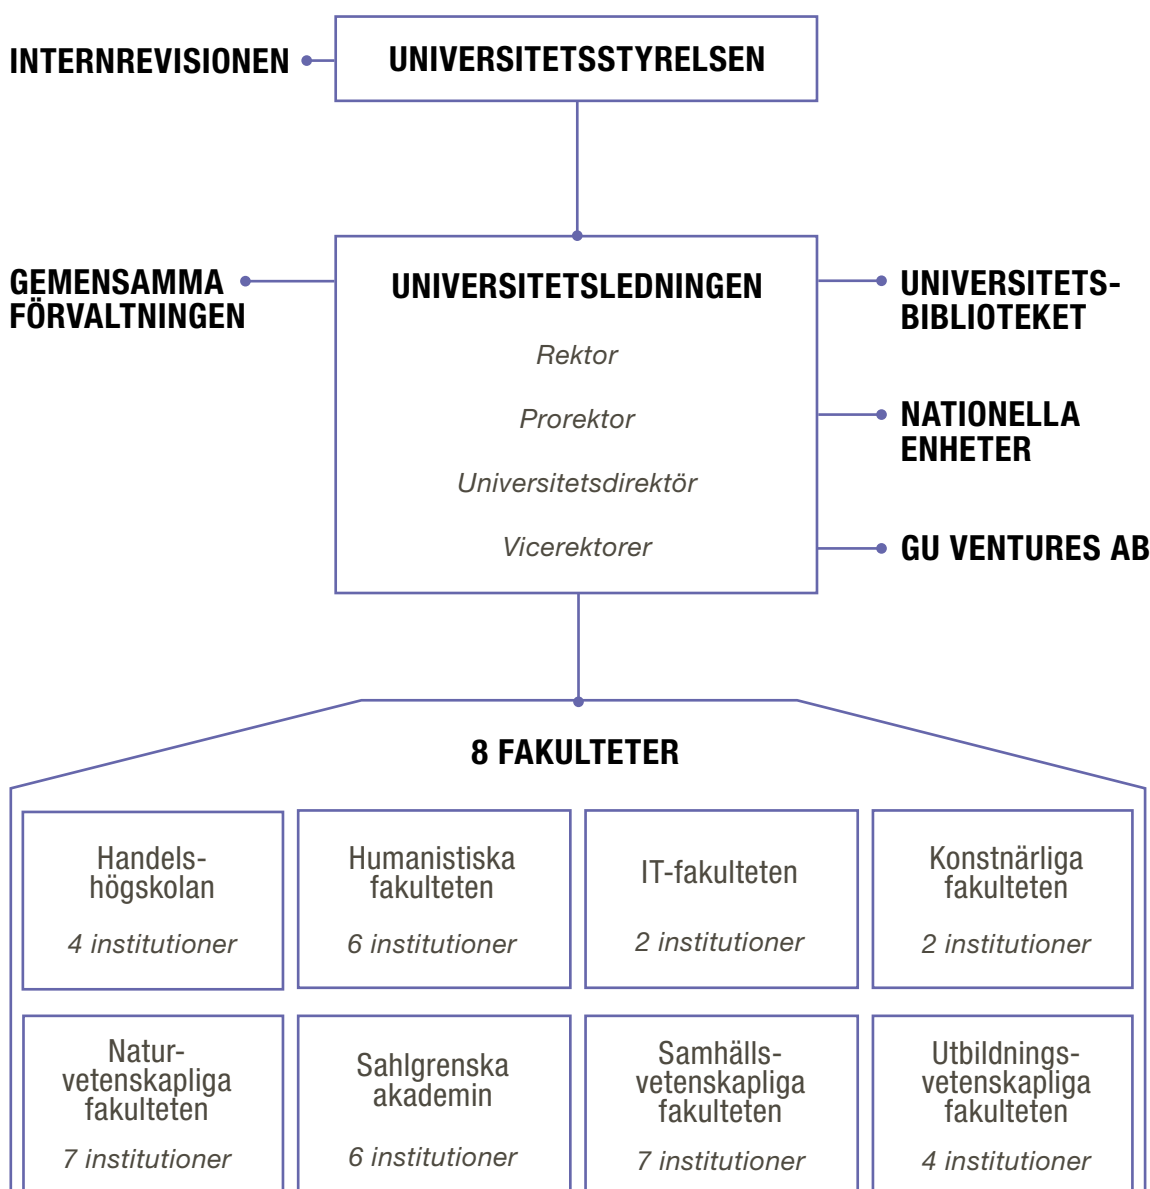 INTERNREVISIONEN
UNIVERSITETSSTYRELSEN
GEMENSAMMA
FÖRVALTNINGEN
UNIVERSITETSLEDNINGEN
Rektor
Prorektor
Universitetsdirektör
Vicerektorer
UNIVERSITETS-
BIBLIOTEKET
NATIONELLA
ENHETER
GU VENTURES AB
8 FAKULTETER
Handels-
högskolan
4 institutioner
Humanistiska
fakulteten
6 institutioner
IT-fakulteten
2 institutioner
Konstnärliga
fakulteten
2 institutioner
Natur-
vetenskapliga
fakulteten
7 institutioner
Sahlgrenska
akademin
6 institutioner
Samhälls-
vetenskapliga
fakulteten
7 institutioner
Utbildnings-
vetenskapliga
fakulteten
4 institutioner